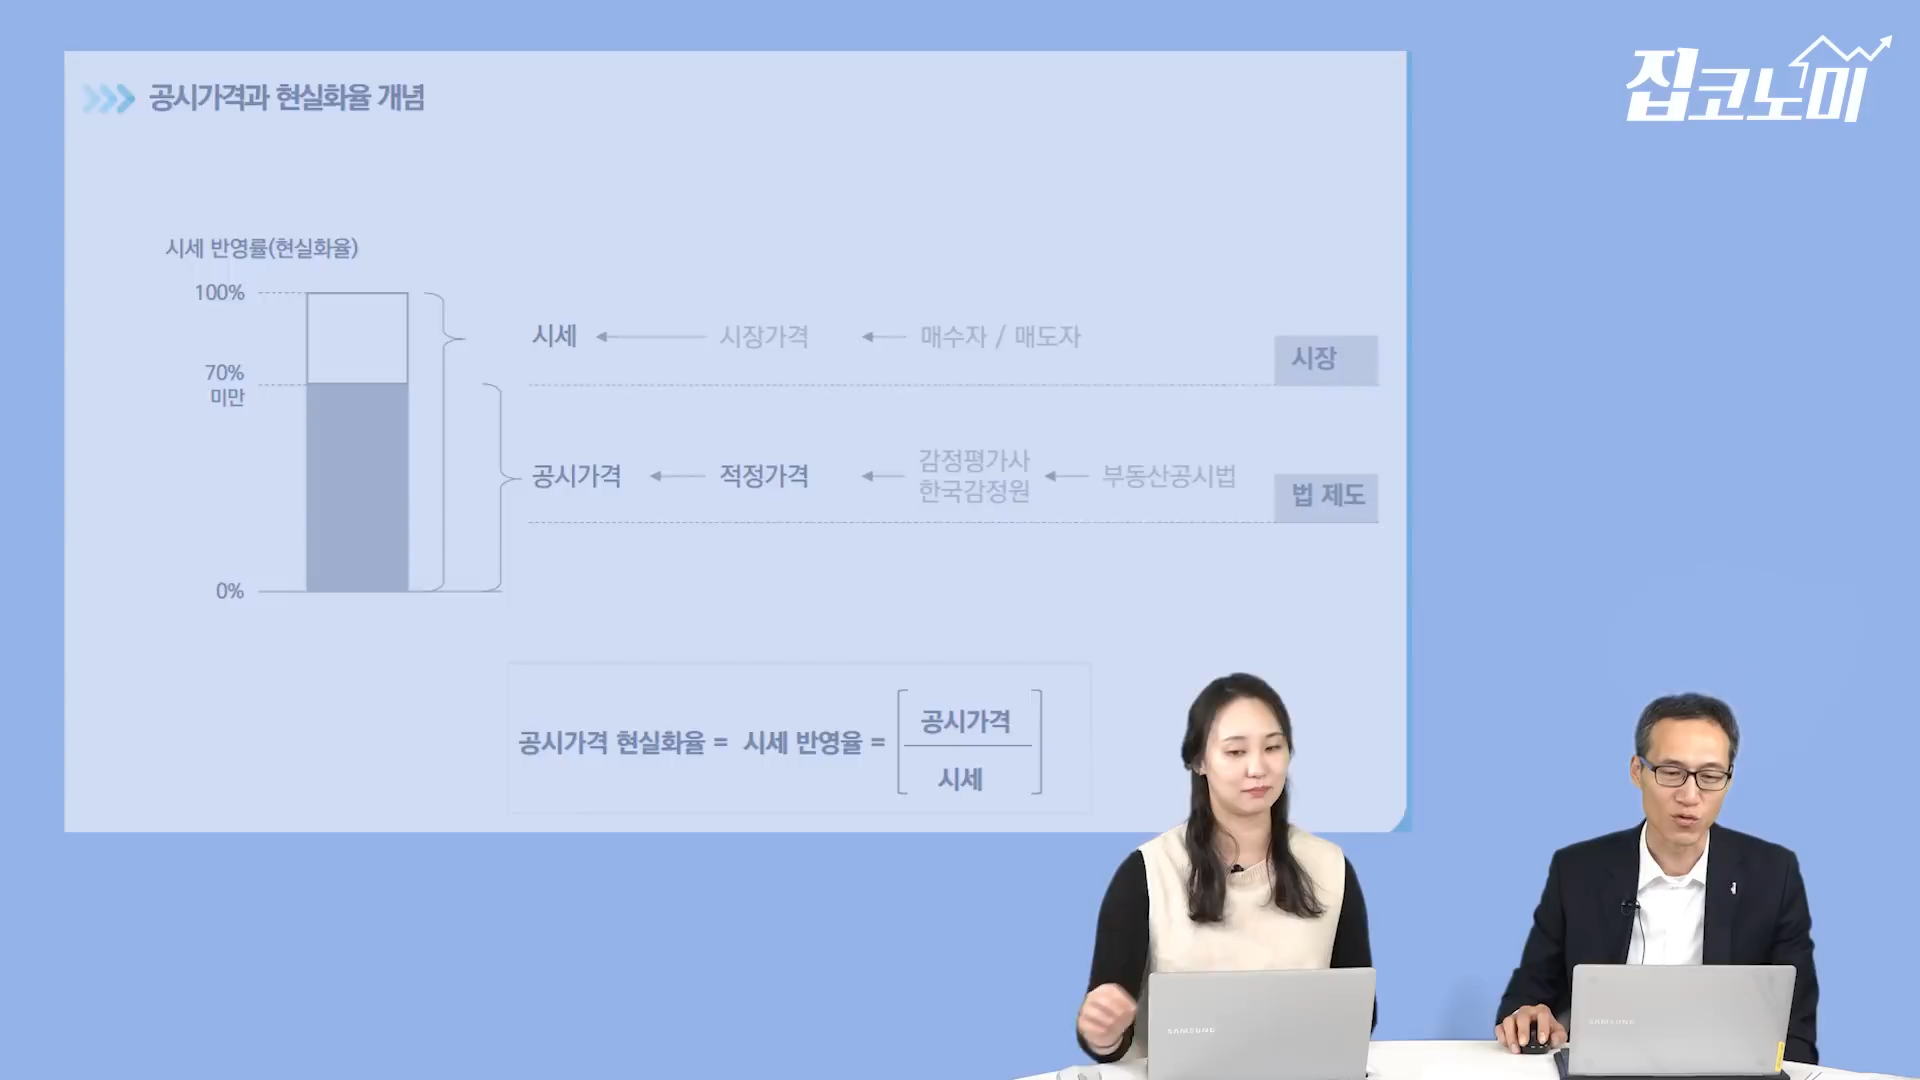 집코노미
공시가격과 현실화율 개념
시세 반영률(현실화율)
100%
70%
미만
0%
시세
시장가격
매수자 / 매도자
시장
공시가격
적정가격
감정평가사
한국감정원
부동산공시법
법 제도
공시가격 현실화율 = 시세 반영율 =
공시가격
시세
SAMSUNG
SAMSUNG